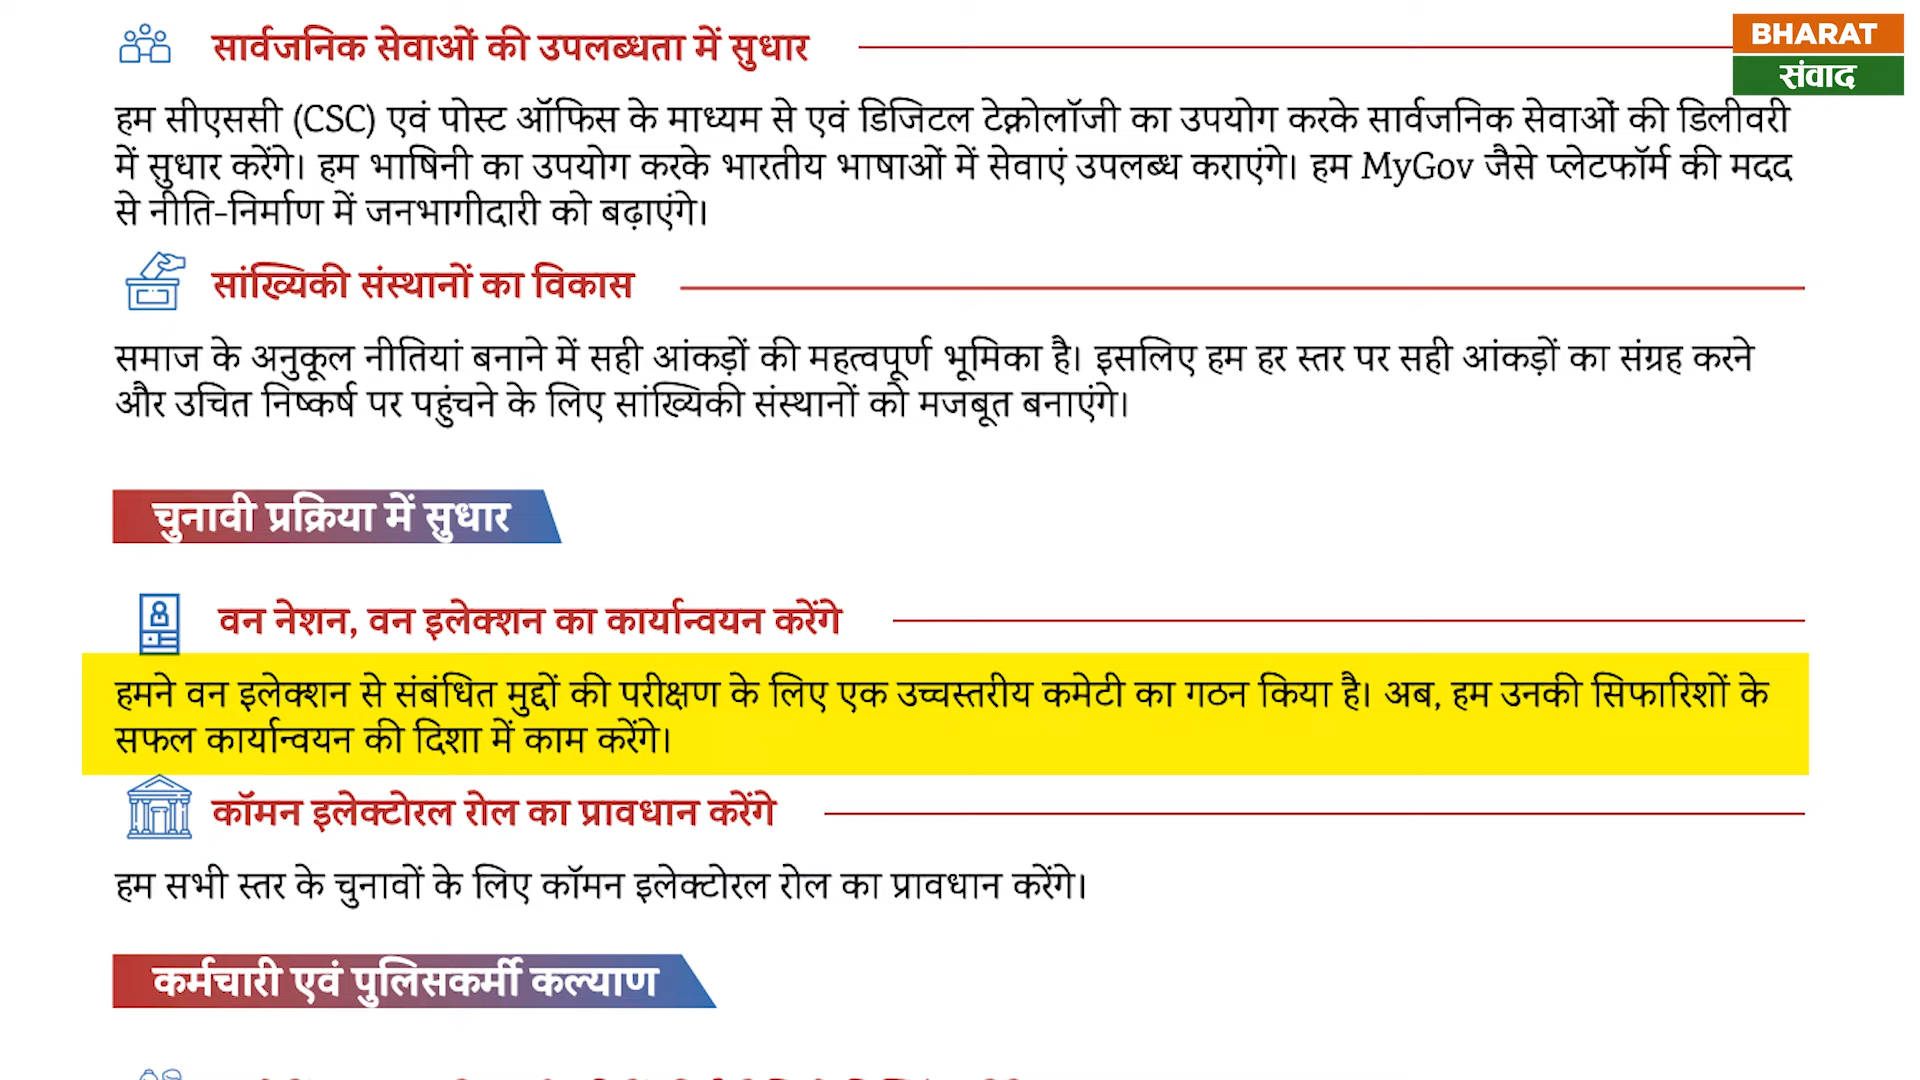 सार्वजनिक सेवाओं की उपलब्धता में सुधार
BHARAT
संवाद
हम सीएससी (CSC) एवं पोस्ट ऑफिस के माध्यम से एवं डिजिटल टेक्नोलॉजी का उपयोग करके सार्वजनिक सेवाओं की डिलीवरी
में सुधार करेंगे। हम भाषिनी का उपयोग करके भारतीय भाषाओं में सेवाएं उपलब्ध कराएंगे। हम MyGov जैसे प्लेटफॉर्म की मदद
से नीति-निर्माण में जनभागीदारी को बढ़ाएंगे।
सांख्यिकी संस्थानों का विकास
समाज के अनुकूल नीतियां बनाने में सही आंकड़ों की महत्वपूर्ण भूमिका है। इसलिए हम हर स्तर पर सही आंकड़ों का संग्रह करने
और उचित निष्कर्ष पर पहुंचने के लिए सांख्यिकी संस्थानों को मजबूत बनाएंगे।
चुनावी प्रक्रिया में सुधार
वन नेशन, वन इलेक्शन का कार्यान्वयन करेंगे
हमने वन इलेक्शन से संबंधित मुद्दों की परीक्षण के लिए एक उच्चस्तरीय कमेटी का गठन किया है। अब, हम उनकी सिफारिशों के
सफल कार्यान्वयन की दिशा में काम करेंगे।
कॉमन इलेक्टोरल रोल का प्रावधान करेंगे
हम सभी स्तर के चुनावों के लिए कॉमन इलेक्टोरल रोल का प्रावधान करेंगे।
कर्मचारी एवं पुलिसकर्मी कल्याण